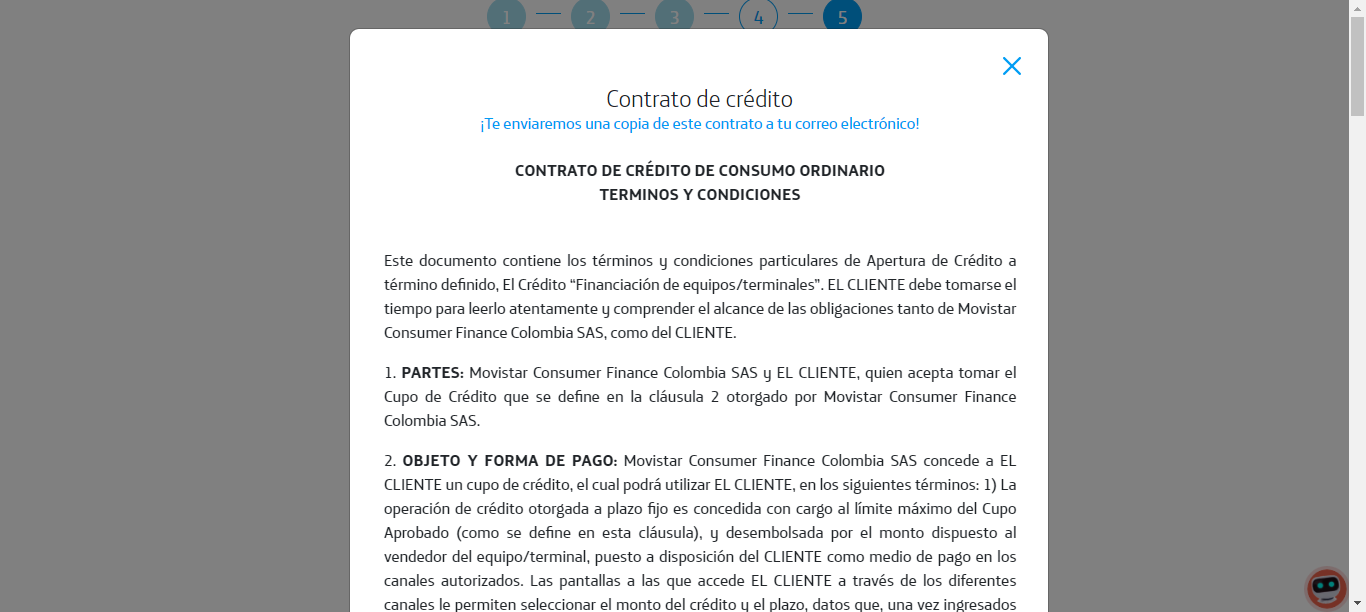 1 2 3 4 5
Contrato de crédito
¡Te enviaremos una copia de este contrato a tu correo electrónico!
CONTRATO DE CRÉDITO DE CONSUMO ORDINARIO
TERMINOS Y CONDICIONES
Este documento contiene los términos y condiciones particulares de Apertura de Crédito a
término definido, El Crédito “Financiación de equipos/terminales”. EL CLIENTE debe tomarse el
tiempo para leerlo atentamente y comprender el alcance de las obligaciones tanto de Movistar
Consumer Finance Colombia SAS, como del CLIENTE.
1. PARTES: Movistar Consumer Finance Colombia SAS y EL CLIENTE, quien acepta tomar el
Cupo de Crédito que se define en la cláusula 2 otorgado por Movistar Consumer Finance
Colombia SAS.
2. OBJETO Y FORMA DE PAGO: Movistar Consumer Finance Colombia SAS concede a EL
CLIENTE un cupo de crédito, el cual podrá utilizar EL CLIENTE, en los siguientes términos: 1) La
operación de crédito otorgada a plazo fijo es concedida con cargo al límite máximo del Cupo
Aprobado (como se define en esta cláusula), y desembolsada por el monto dispuesto al
vendedor del equipo/terminal, puesto a disposición del CLIENTE como medio de pago en los
canales autorizados. Las pantallas a las que accede EL CLIENTE a través de los diferentes
canales le permiten seleccionar el monto del crédito y el plazo, datos que, una vez ingresados